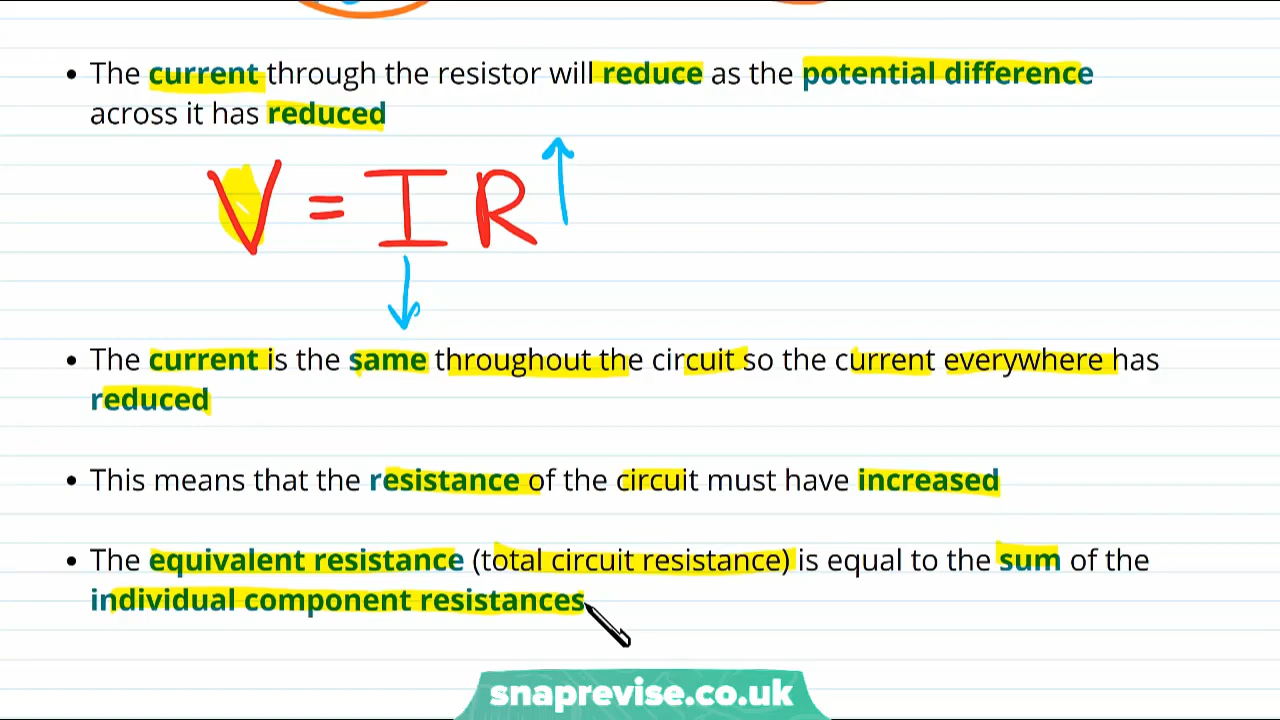 • The current through the resistor will reduce as the potential difference
across it has reduced
V = I R
• The current is the same throughout the circuit so the current everywhere has
reduced
• This means that the resistance of the circuit must have increased
• The equivalent resistance (total circuit resistance) is equal to the sum of the
individual component resistances
snaprevise.co.uk